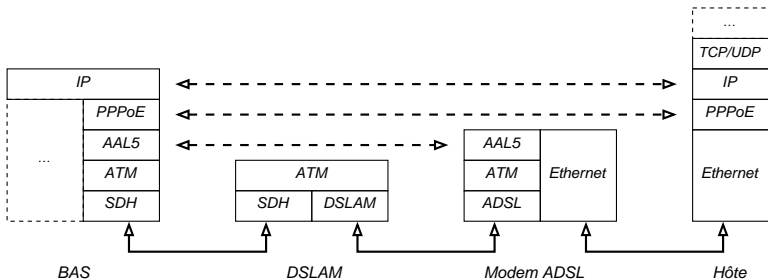 ...
TCP/UDP
IP
IP
PPPoE
PPPoE
...
AAL5
AAL5
Ethernet
Ethernet
ATM
ATM
ATM
SDH
SDH
DSLAM
ADSL
BAS
DSLAM
Modem ADSL
Hôte